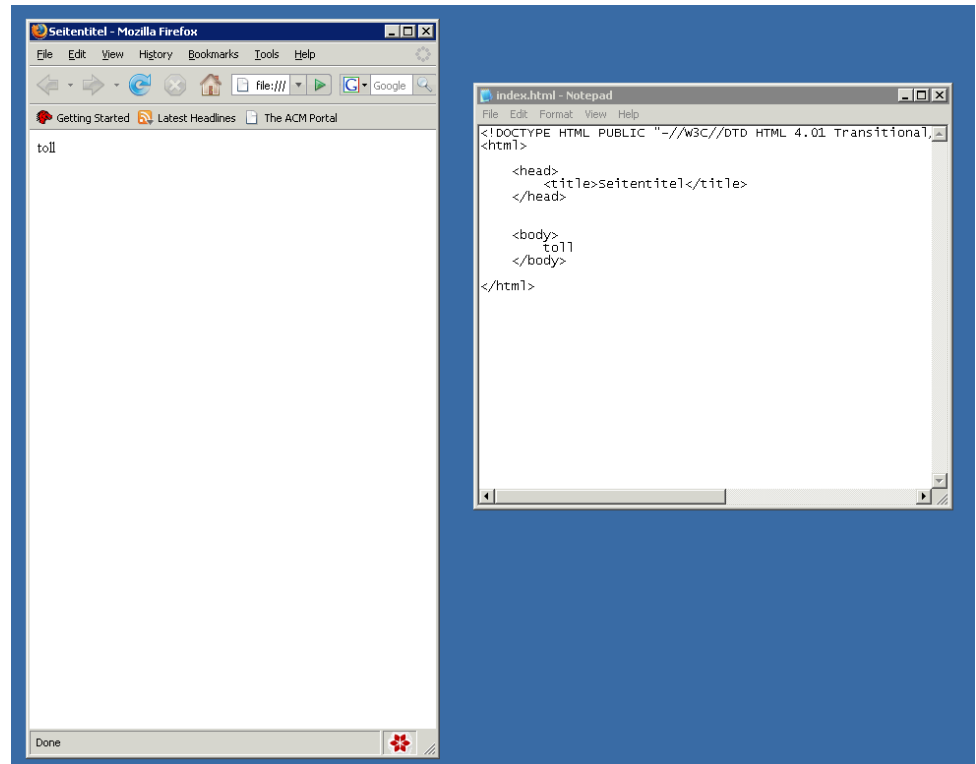 Seitentitel - Mozilla Firefox
File Edit View History Bookmarks Tools Help
file:/// G Google
Getting Started Latest Headlines The ACM Portal
toll
Done
index.html - Notepad
File Edit Format View Help
<!DOCTYPE HTML PUBLIC "-//W3C//DTD HTML 4.01 Transitional,
<html>
<head>
<title>Seitentitel</title>
</head>
<body>
toll
</body>
</html>